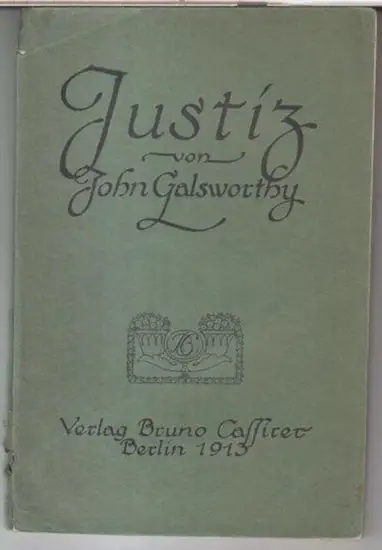 Justiz
von
John Galsworthy
Verlag Bruno Cassirer
Berlin 1913